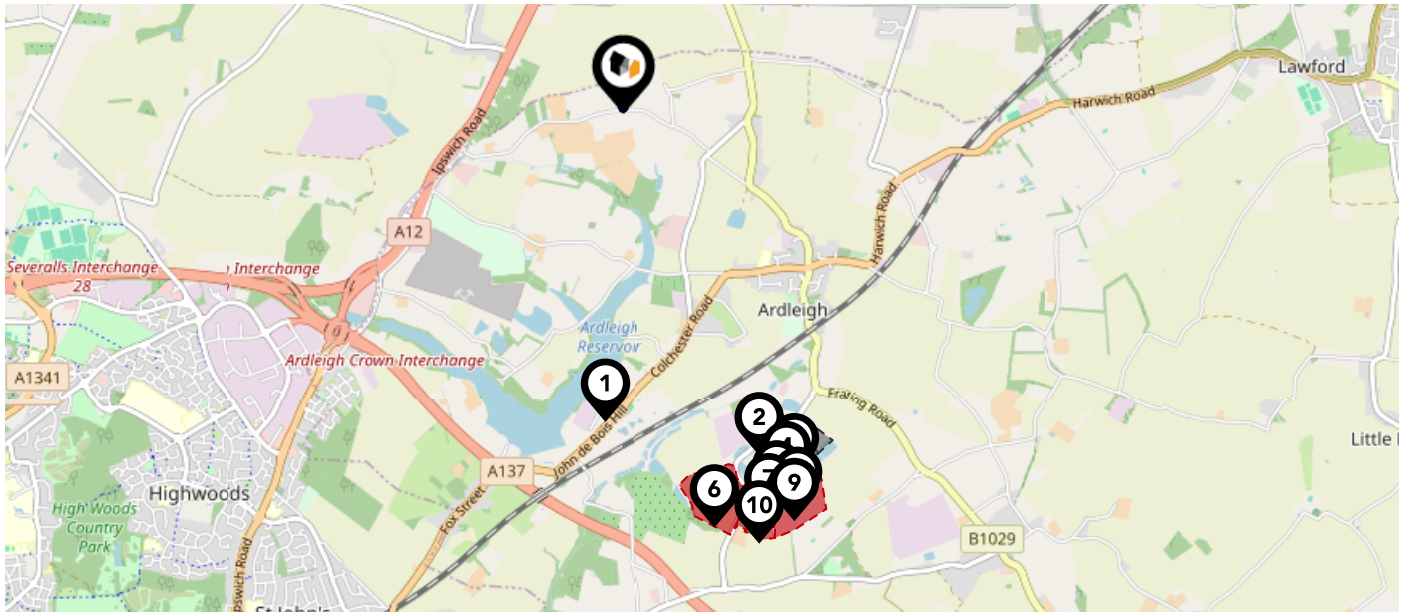 Lawford
Harwich Road
Ipswich Road
Harwich Road
A12
Severalls Interchange
28
Interchange
Ardleigh
Ardleigh
Reservoir
Colchester Road
Ardleigh Crown Interchange
A1341
1
Frating Road
2
Little
John de Bois Hill
A137
6
9
10
Highwoods
High Woods
Country
Park
Fox Street
B1029
pswich Road
St John's